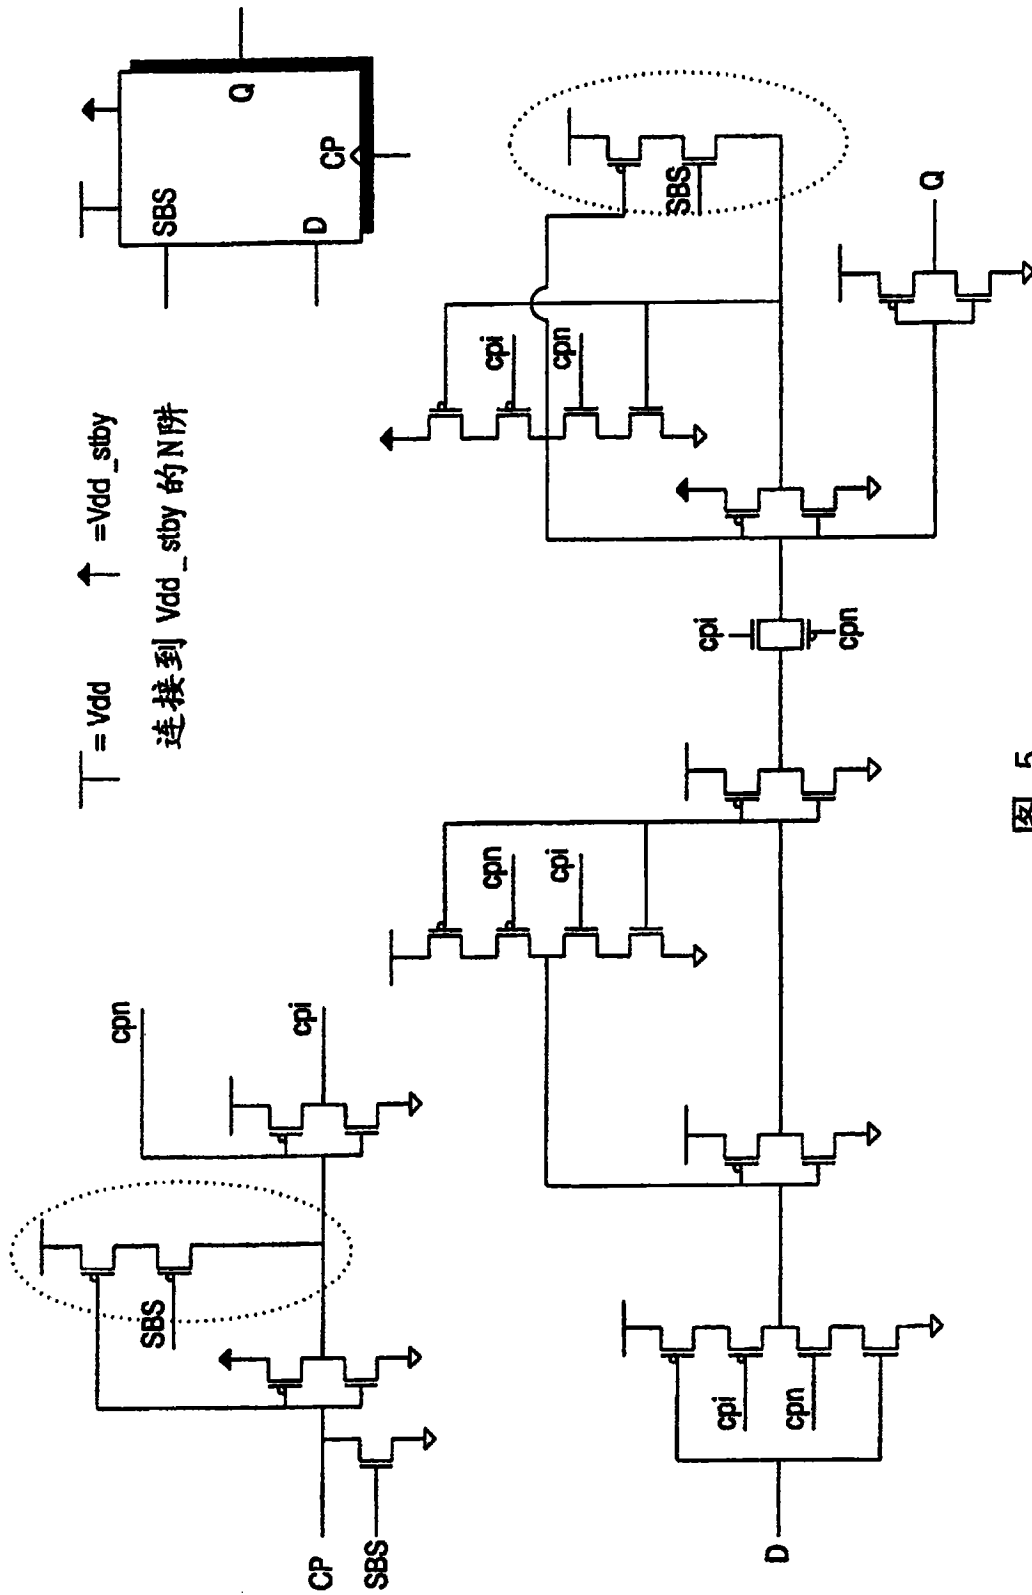 CP
SBS
SBS
cpn
cpi
= Vdd
=Vdd_stby
连接到 Vdd_stby 的N阱
SBS
D
CP
Q
D
cpi
cpn
cpn
cpi
cpi
cpn
cpi
cpn
SBS
Q
图 5